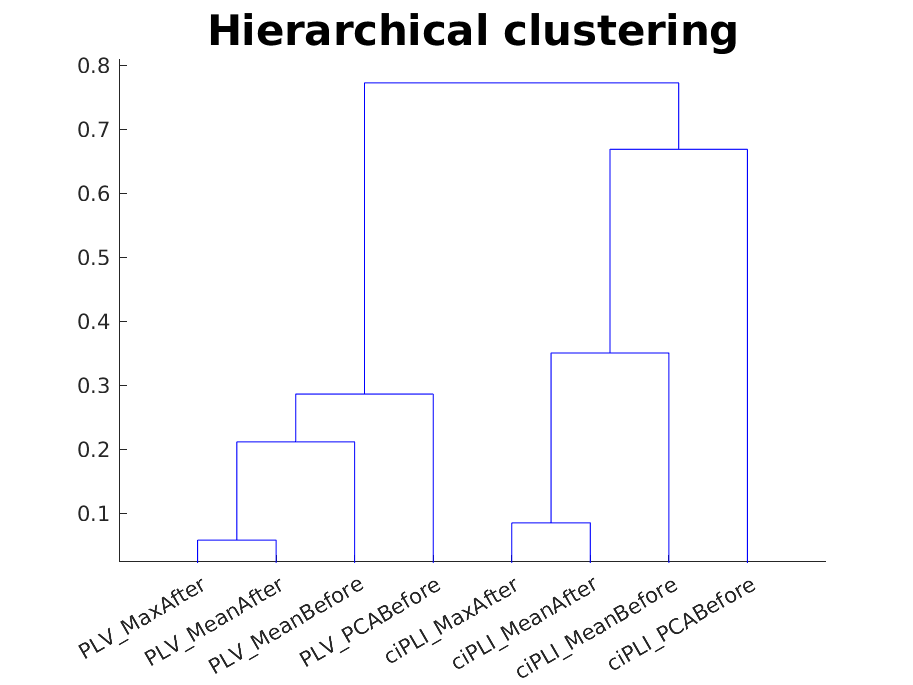 Hierarchical clustering
0.8
0.7
0.6
0.5
0.4
0.3
0.2
0.1
PLV_MaxAfter
PLV_MeanAfter
PLV_MeanBefore
PLV_PCABefore
ciPLI_MaxAfter
ciPLI_MeanAfter
ciPLI_MeanBefore
ciPLI_PCABefore